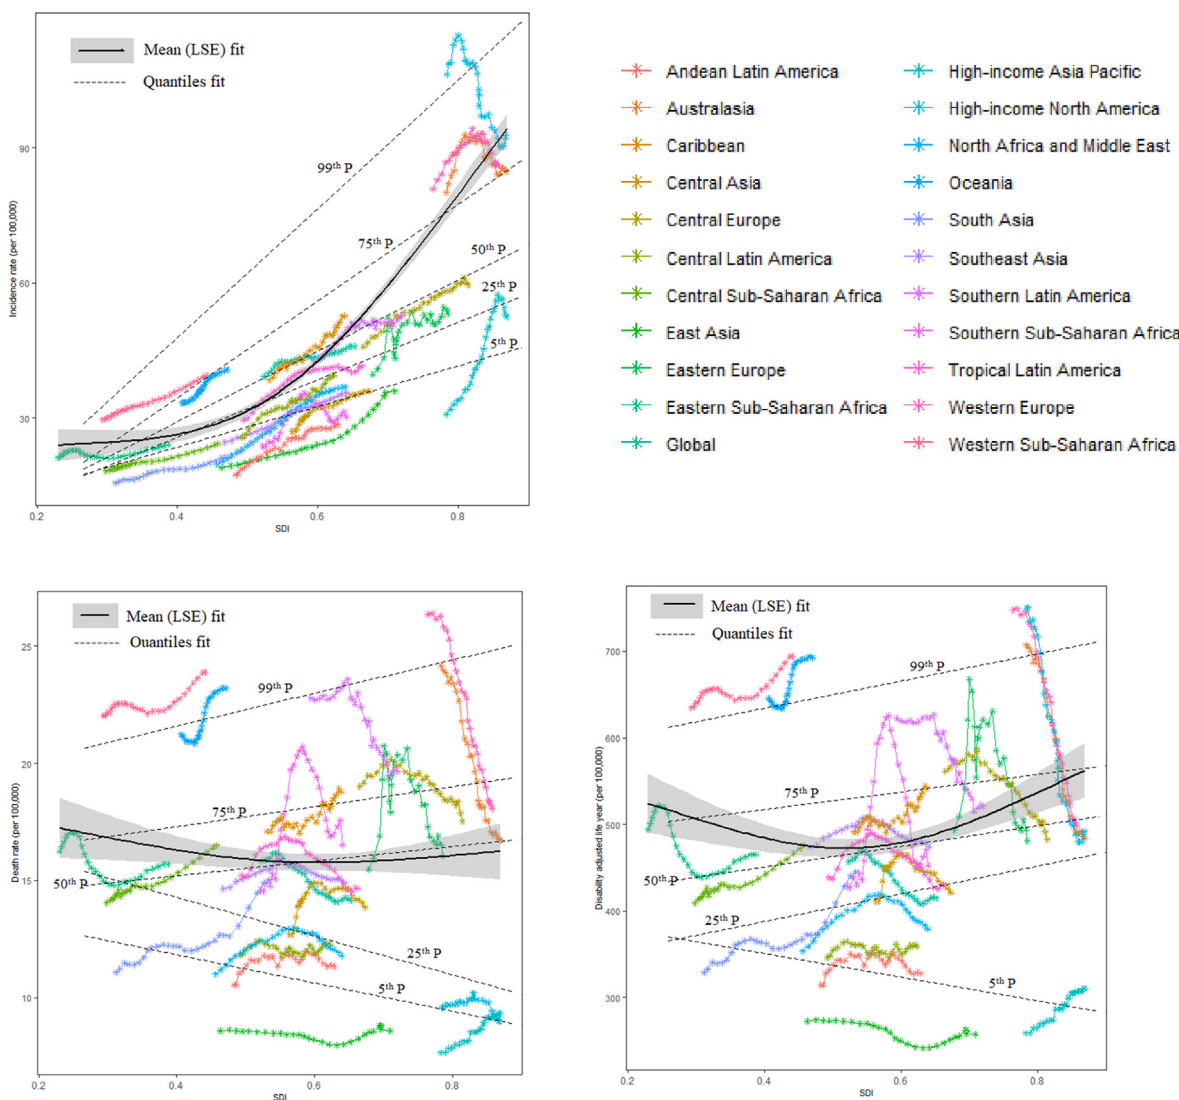 Mean (LSE) fit
Quantiles fit
99th P
75th P
50th P
25th P
5th P
90
60
30
Incidence rate (per 100,000)
0.2 0.4 0.6 0.8
SDI
Andean Latin America
Australasia
Caribbean
Central Asia
Central Europe
Central Latin America
Central Sub-Saharan Africa
East Asia
Eastern Europe
Eastern Sub-Saharan Africa
Global
High-income Asia Pacific
High-income North America
North Africa and Middle East
Oceania
South Asia
Southeast Asia
Southern Latin America
Southern Sub-Saharan Africa
Tropical Latin America
Western Europe
Western Sub-Saharan Africa
Mean (LSE) fit
Ouantiles fit
99th P
75th P
50th P
25th P
5th P
25
20
15
10
Death rate (per100,000)
0.2 0.4 0.6 0.8
SDI
Mean (LSE) fit
Quantiles fit
99th P
75th P
50th P
25th P
5th P
700
600
500
400
300
Disability adjusted life year (per 100,000)
0.2 0.4 0.6 0.8
SDI